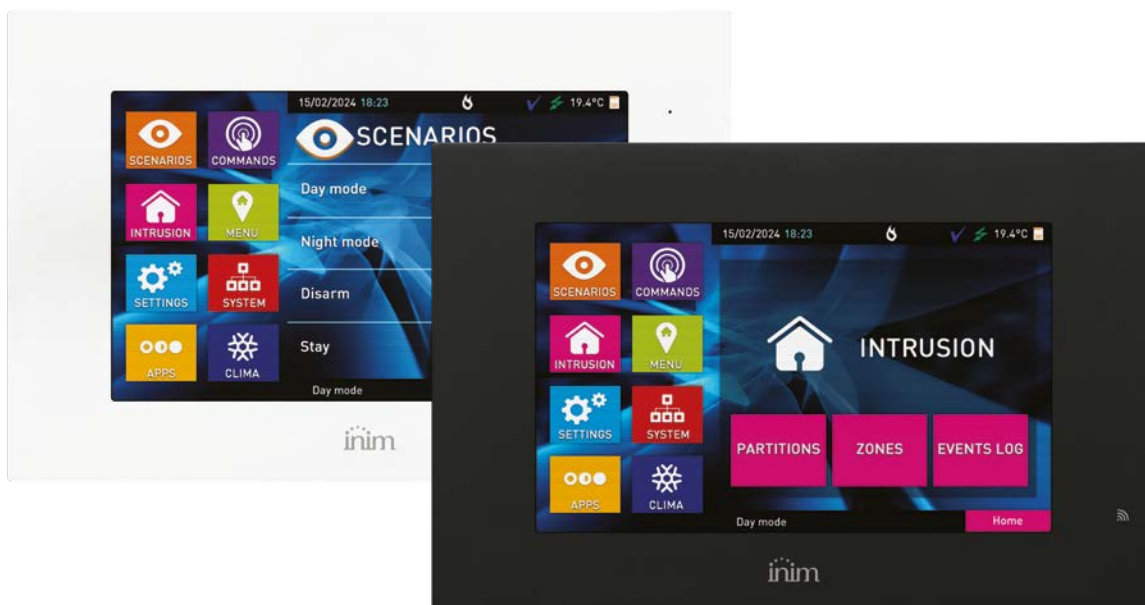 15/02/2024 18:23 19.4°C
SCENARIOS
SCENARIOS COMMANDS
Day mode
INTRUSION MENU
Night mode
Disarm
SETTINGS SYSTEM
Stay
APPS CLIMA
Day mode
inim
15/02/2024 18:23 19.4°C
SCENARIOS COMMANDS
INTRUSION
INTRUSION MENU
SETTINGS SYSTEM
PARTITIONS ZONES EVENTS LOG
APPS CLIMA
Day mode Home
inim